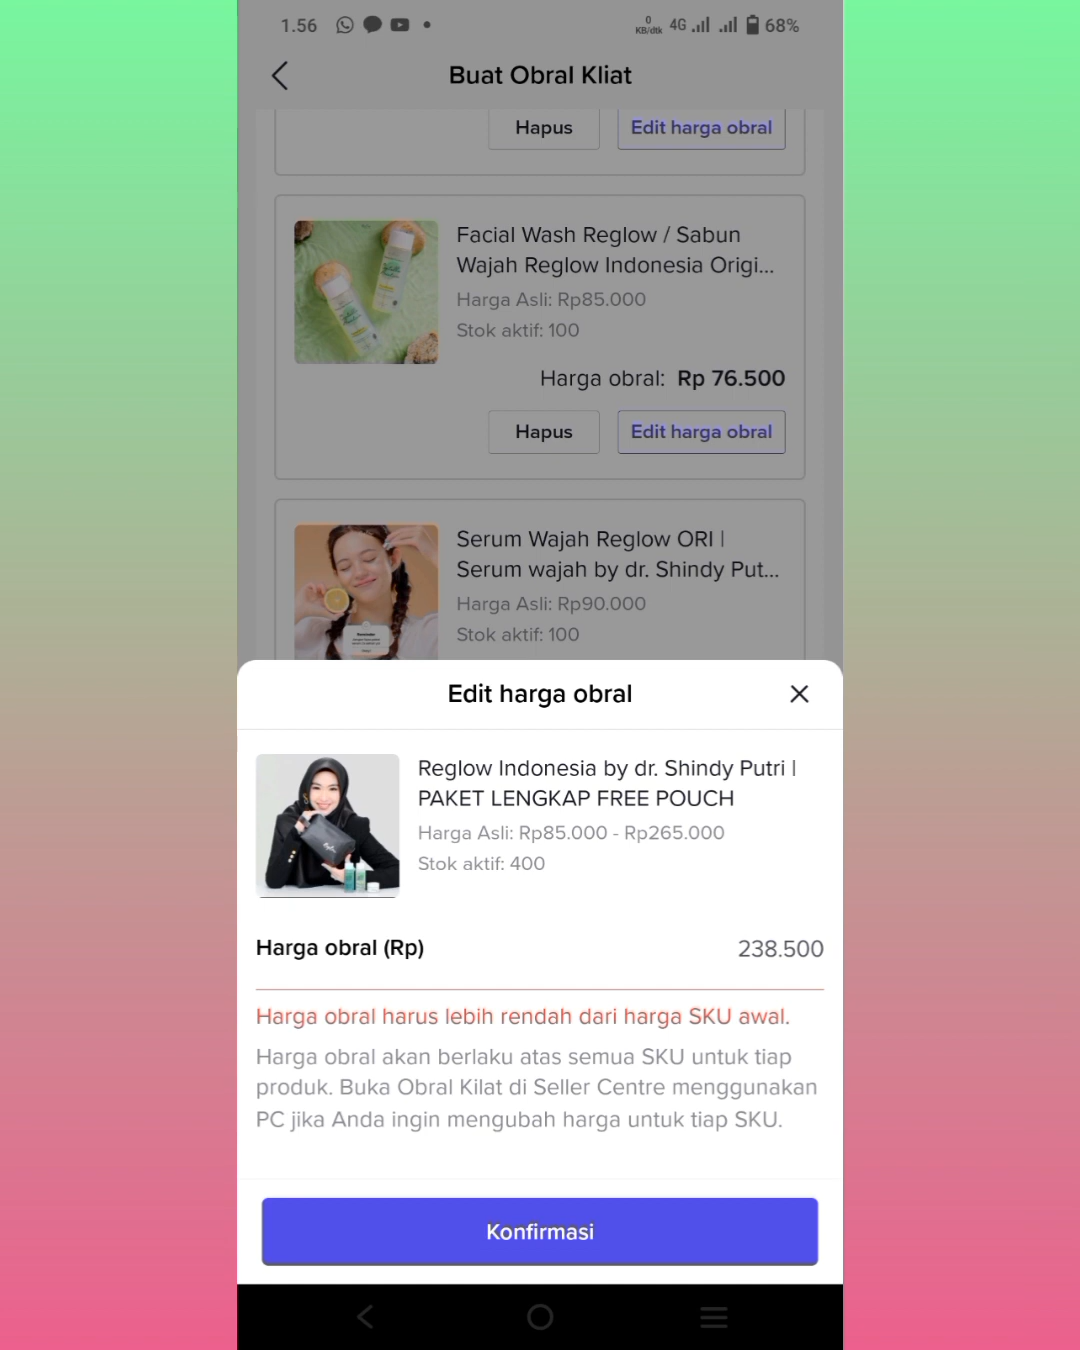 1.56
0
KB/dtk
4G
68%
Buat Obral Kliat
Hapus
Edit harga obral
Facial Wash Reglow / Sabun
Wajah Reglow Indonesia Origi...
Harga Asli: Rp85.000
Stok aktif: 100
Harga obral: Rp 76.500
Hapus
Edit harga obral
Serum Wajah Reglow ORI |
Serum wajah by dr. Shindy Put...
Harga Asli: Rp90.000
Stok aktif: 100
Edit harga obral
Reglow Indonesia by dr. Shindy Putri |
PAKET LENGKAP FREE POUCH
Harga Asli: Rp85.000 - Rp265.000
Stok aktif: 400
Harga obral (Rp)
238.500
Harga obral harus lebih rendah dari harga SKU awal.
Harga obral akan berlaku atas semua SKU untuk tiap
produk. Buka Obral Kilat di Seller Centre menggunakan
PC jika Anda ingin mengubah harga untuk tiap SKU.
Konfirmasi